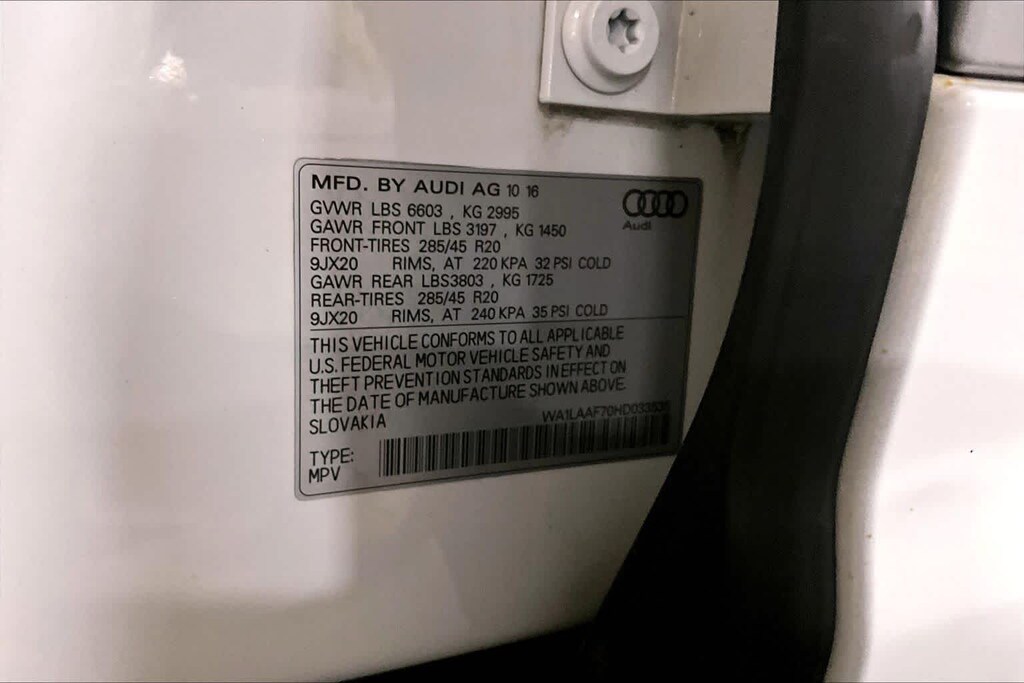 MFD. BY AUDI AG 10 16
GVWR LBS 6603 , KG 2995
GAWR FRONT LBS 3197 , KG 1450
FRONT-TIRES 285/45 R20
9JX20 RIMS, AT 220 KPA 32 PSI COLD
GAWR REAR LBS3803 , KG 1725
REAR-TIRES 285/45 R20
9JX20 RIMS, AT 240 KPA 35 PSI COLD
Audi
THIS VEHICLE CONFORMS TO ALL APPLICABLE
U.S. FEDERAL MOTOR VEHICLE SAFETY AND
THEFT PREVENTION STANDARDS IN EFFECT ON
THE DATE OF MANUFACTURE SHOWN ABOVE.
SLOVAKIA
TYPE:
MPV